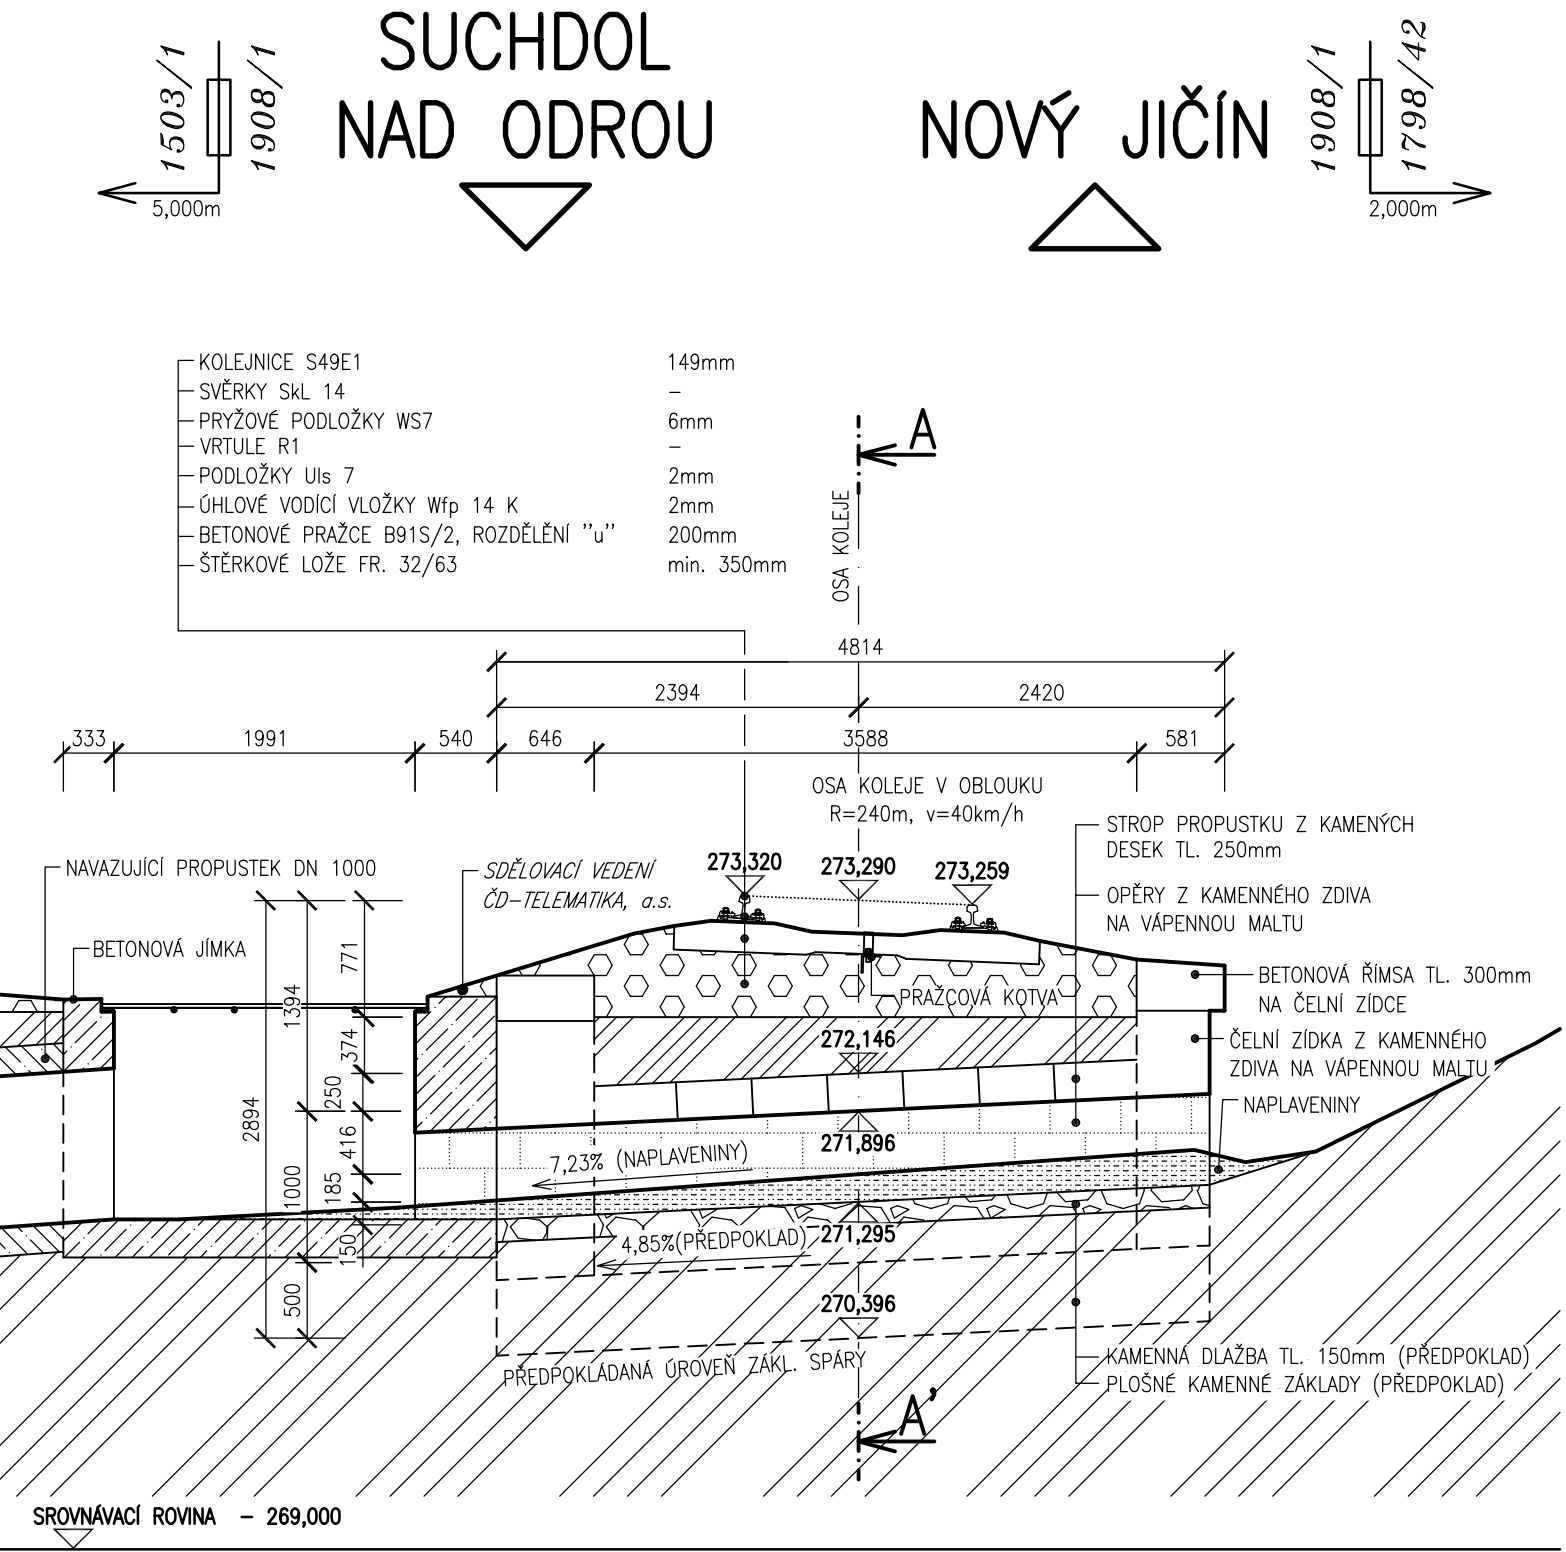 SUCHDOL
NAD ODROU
NOVÝ JIČÍN
1503/1
1908/1
5,000m
1908/1
1798/42
2,000m
KOLEJNICE S49E1 149mm
SVĚRKY SkL 14 –
PRYŽOVÉ PODLOŽKY WS7 6mm
VRTULE R1 –
PODLOŽKY Uls 7 2mm
ÚHLOVÉ VODÍCÍ VLOŽKY Wfp 14 K 2mm
BETONOVÉ PRAŽCE B91S/2, ROZDĚLĚNÍ ''u'' 200mm
ŠTĚRKOVÉ LOŽE FR. 32/63 min. 350mm
A
OSA KOLEJE
4814
2394 2420
333 1991 540 646 3588 581
OSA KOLEJE V OBLOUKU
R=240m, v=40km/h
STROP PROPUSTKU Z KAMENÝCH
DESEK TL. 250mm
NAVAZUJÍCÍ PROPUSTEK DN 1000
SDĚLOVACÍ VEDENÍ
ČD–TELEMATIKA, a.s.
273,320
273,290
273,259
OPĚRY Z KAMENNÉHO ZDIVA
NA VÁPENNOU MALTU
BETONOVÁ JÍMKA
BETONOVÁ ŘÍMSA TL. 300mm
NA ČELNÍ ZÍDCE
PRAŽCOVÁ KOTVA
ČELNÍ ZÍDKA Z KAMENNÉHO
ZDIVA NA VÁPENNOU MALTU
NAPLAVENINY
2894
1394
1000
500
771
374
250
416
185
150
272,146
271,896
7,23% (NAPLAVENINY)
4,85%(PŘEDPOKLAD)
271,295
270,396
PŘEDPOKLÁDANÁ ÚROVEŇ ZÁKL. SPÁRY
KAMENNÁ DLAŽBA TL. 150mm (PŘEDPOKLAD)
PLOŠNÉ KAMENNÉ ZÁKLADY (PŘEDPOKLAD)
A'
SROVNÁVACÍ ROVINA – 269,000